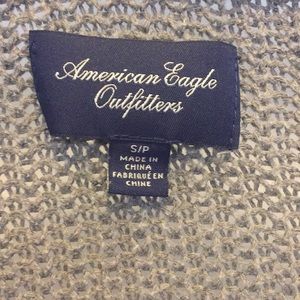 American Eagle
Outfitters
S/P
MADE IN
CHINA
FABRIQUÉ EN
CHINE